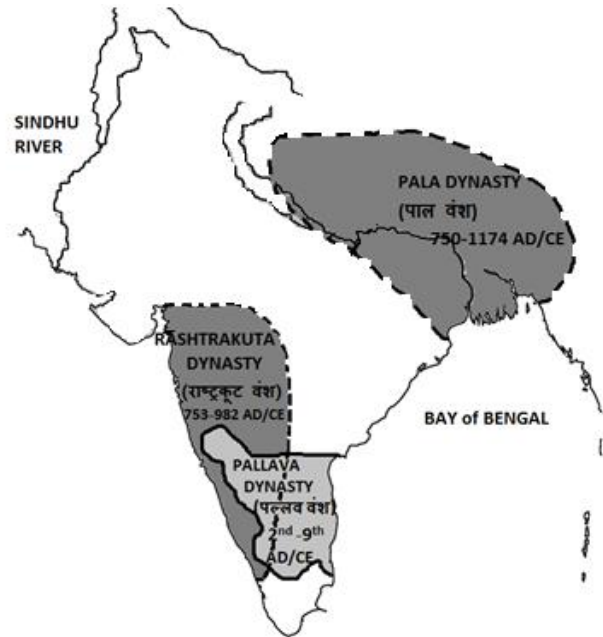 SINDHU
RIVER
PALA DYNASTY
(पाल वंश)
750-1174 AD/CE
RASHTRAKUTA
DYNASTY
(राष्ट्रकूट वंश)
753-982 AD/CE
BAY of BENGAL
PALLAVA
DYNASTY
(पल्लव वंश)
2nd -9th
AD/CE